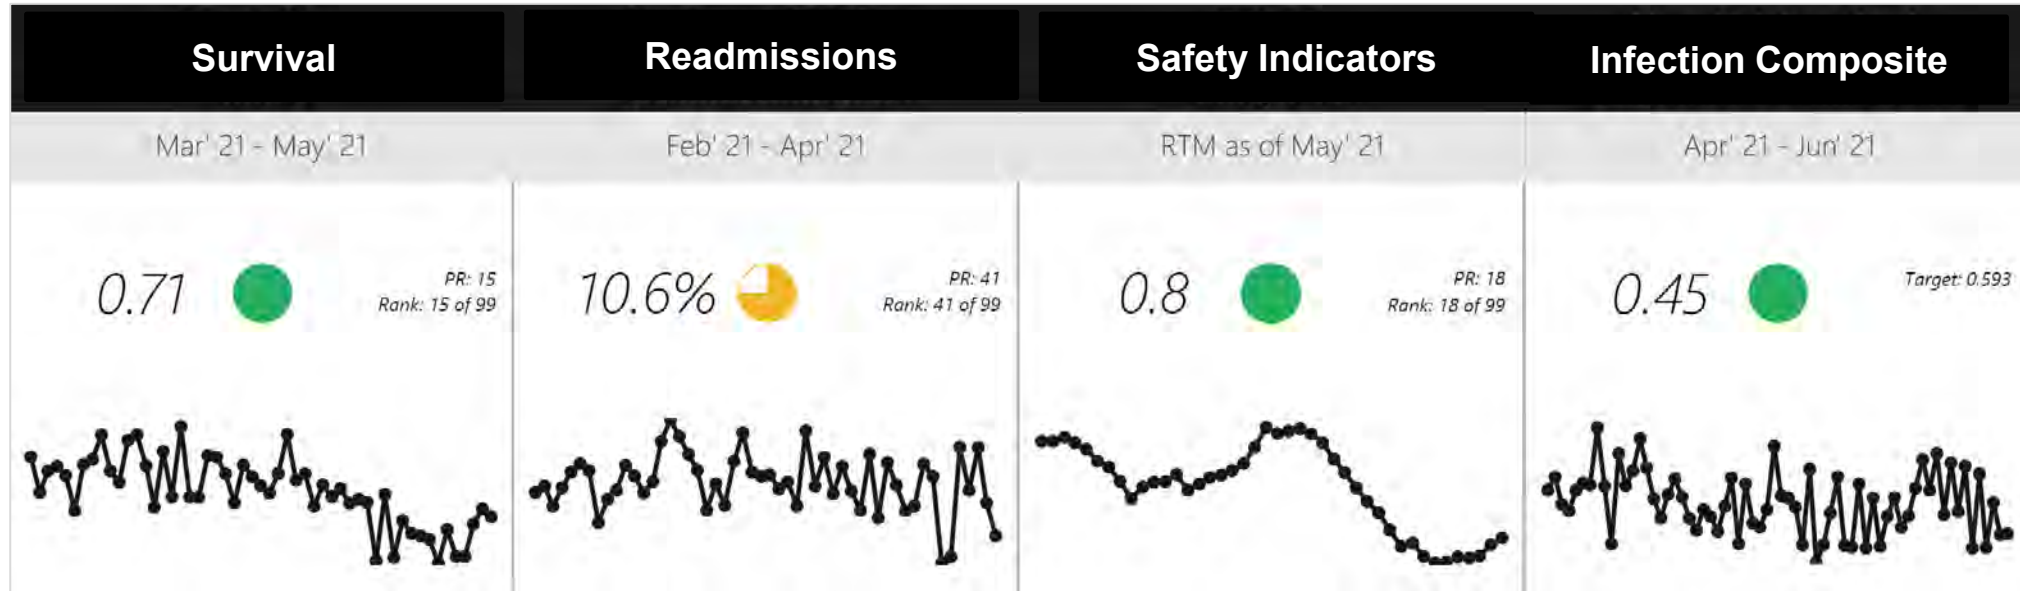 Survival
Mar' 21 - May' 21
0.71
PR: 15
Rank: 15 of 99
Readmissions
Feb' 21 - Apr' 21
10.6%
PR: 41
Rank: 41 of 99
Safety Indicators
RTM as of May' 21
0.8
PR: 18
Rank: 18 of 99
Infection Composite
Apr' 21 - Jun' 21
0.45
Target: 0.593